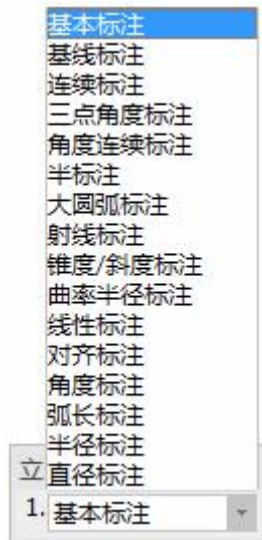 基本标注
基线标注
连续标注
三点角度标注
角度连续标注
半标注
大圆弧标注
射线标注
锥度/斜度标注
曲率半径标注
线性标注
对齐标注
角度标注
弧长标注
半径标注
立 直径标注
1. 基本标注